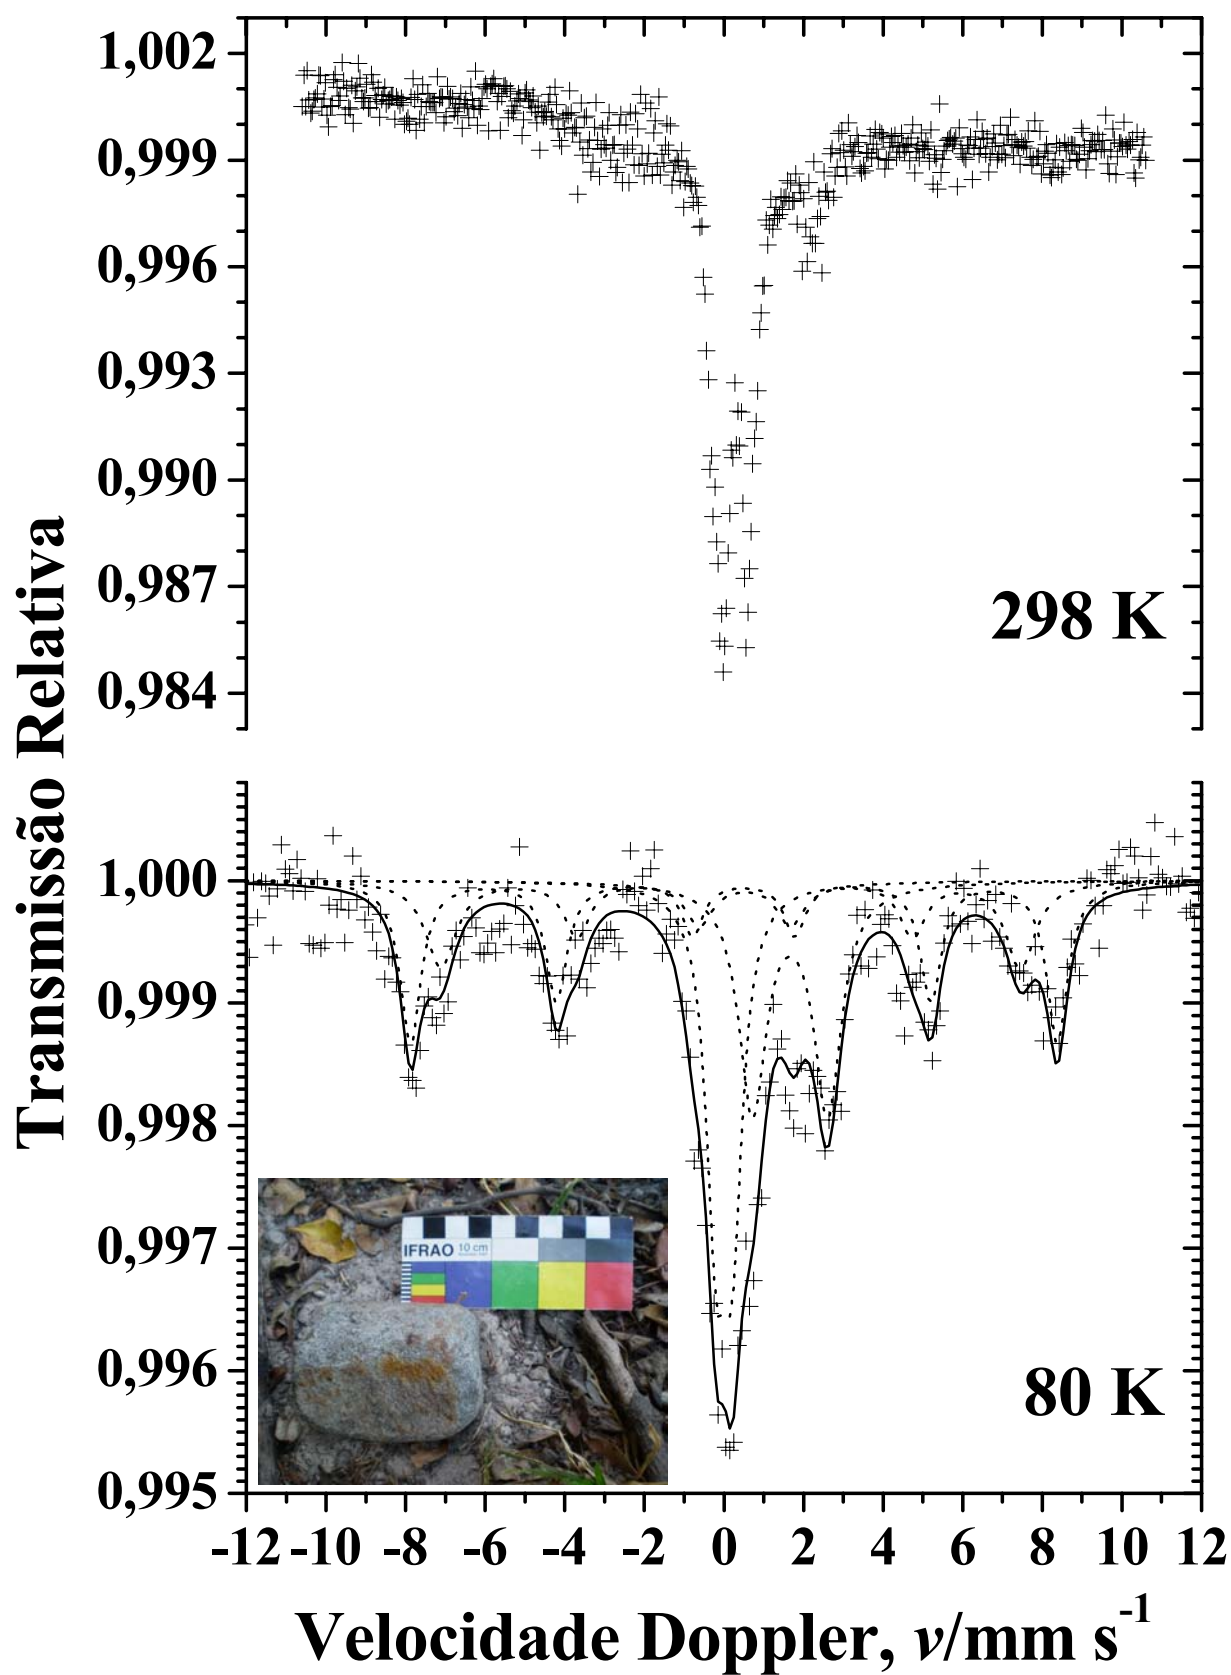 Transmissão Relativa
1,002
0,999
0,996
0,993
0,990
0,987
0,984
298 K
1,000
0,999
0,998
0,997
0,996
0,995
80 K
IFRAO 10 cm
-12 -10 -8 -6 -4 -2 0 2 4 6 8 10 12
Velocidade Doppler, v/mm s⁻¹